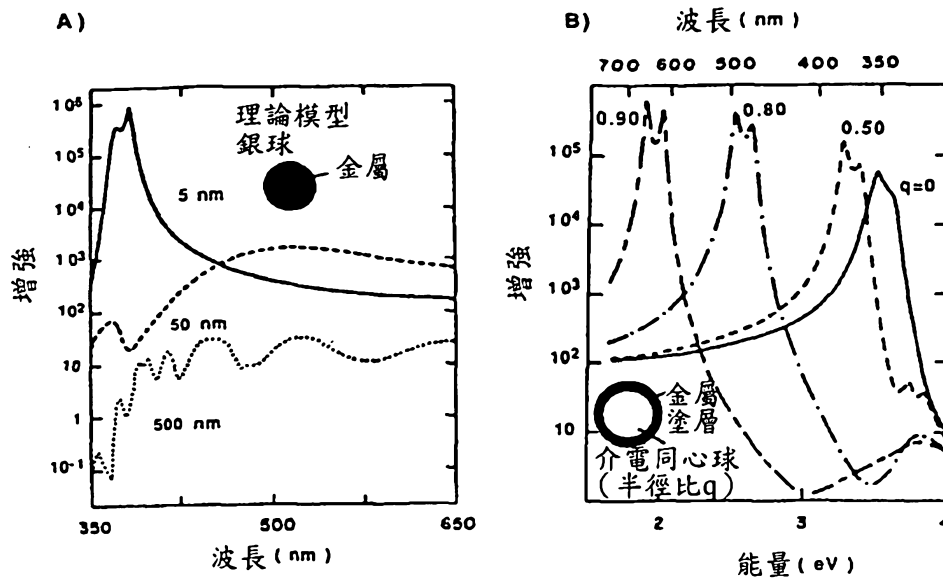 A)
10⁶
10⁵
10⁴
10³
10²
10
1
10⁻¹
增強
理論模型
銀球
金屬
5 nm
50 nm
500 nm
350
500
650
波長 (nm)
B)
波長 (nm)
700 600 500 400 350
10⁵
10⁴
10³
10²
10
增強
0.90
0.80
0.50
q=0
金屬
塗層
介電同心球
(半徑比q)
2
3
4
能量 (eV)